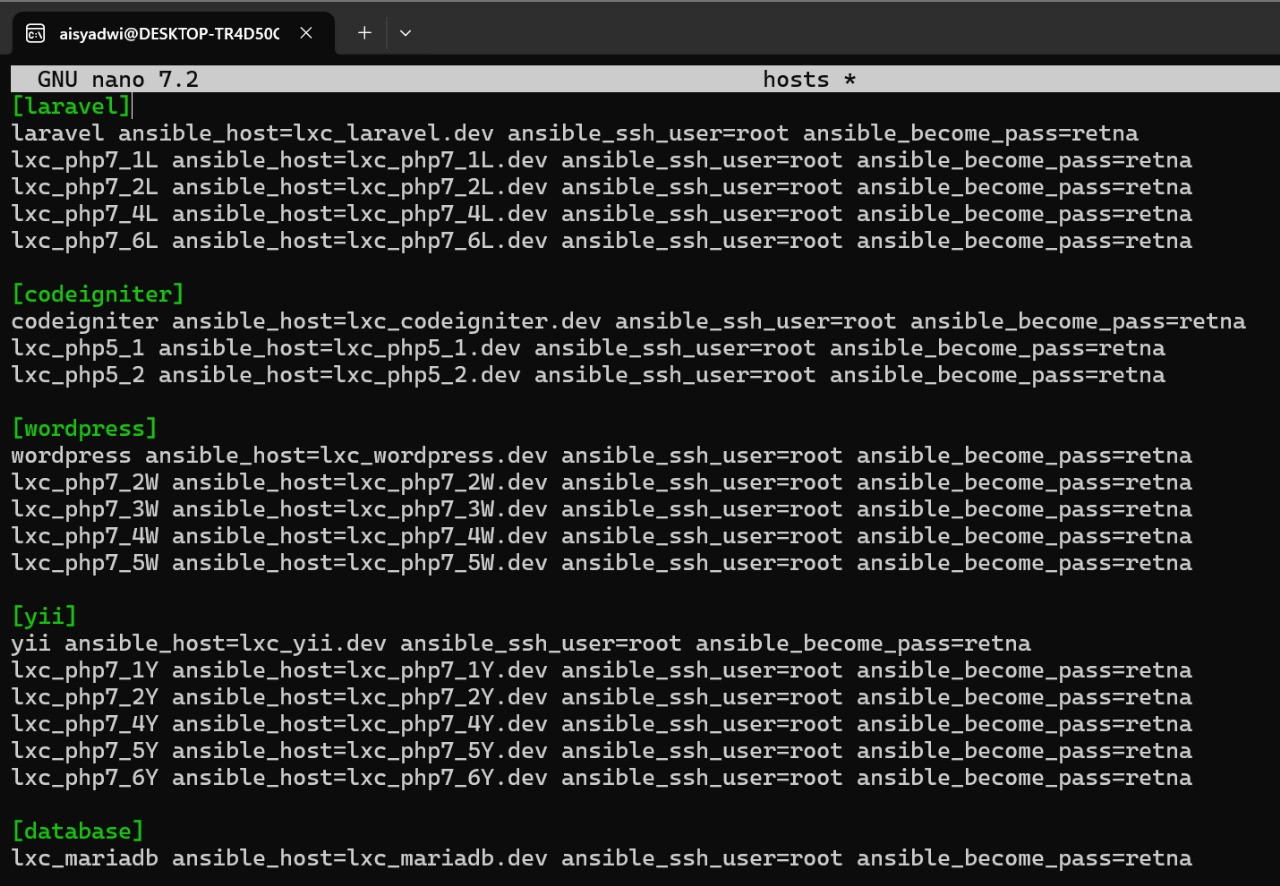 aisyadwi@DESKTOP-TR4D50C
GNU nano 7.2 hosts *
[laravel]
laravel ansible_host=lxc_laravel.dev ansible_ssh_user=root ansible_become_pass=retna
lxc_php7_1L ansible_host=lxc_php7_1L.dev ansible_ssh_user=root ansible_become_pass=retna
lxc_php7_2L ansible_host=lxc_php7_2L.dev ansible_ssh_user=root ansible_become_pass=retna
lxc_php7_4L ansible_host=lxc_php7_4L.dev ansible_ssh_user=root ansible_become_pass=retna
lxc_php7_6L ansible_host=lxc_php7_6L.dev ansible_ssh_user=root ansible_become_pass=retna
[codeigniter]
codeigniter ansible_host=lxc_codeigniter.dev ansible_ssh_user=root ansible_become_pass=retna
lxc_php5_1 ansible_host=lxc_php5_1.dev ansible_ssh_user=root ansible_become_pass=retna
lxc_php5_2 ansible_host=lxc_php5_2.dev ansible_ssh_user=root ansible_become_pass=retna
[wordpress]
wordpress ansible_host=lxc_wordpress.dev ansible_ssh_user=root ansible_become_pass=retna
lxc_php7_2W ansible_host=lxc_php7_2W.dev ansible_ssh_user=root ansible_become_pass=retna
lxc_php7_3W ansible_host=lxc_php7_3W.dev ansible_ssh_user=root ansible_become_pass=retna
lxc_php7_4W ansible_host=lxc_php7_4W.dev ansible_ssh_user=root ansible_become_pass=retna
lxc_php7_5W ansible_host=lxc_php7_5W.dev ansible_ssh_user=root ansible_become_pass=retna
[yii]
yii ansible_host=lxc_yii.dev ansible_ssh_user=root ansible_become_pass=retna
lxc_php7_1Y ansible_host=lxc_php7_1Y.dev ansible_ssh_user=root ansible_become_pass=retna
lxc_php7_2Y ansible_host=lxc_php7_2Y.dev ansible_ssh_user=root ansible_become_pass=retna
lxc_php7_4Y ansible_host=lxc_php7_4Y.dev ansible_ssh_user=root ansible_become_pass=retna
lxc_php7_5Y ansible_host=lxc_php7_5Y.dev ansible_ssh_user=root ansible_become_pass=retna
lxc_php7_6Y ansible_host=lxc_php7_6Y.dev ansible_ssh_user=root ansible_become_pass=retna
[database]
lxc_mariadb ansible_host=lxc_mariadb.dev ansible_ssh_user=root ansible_become_pass=retna